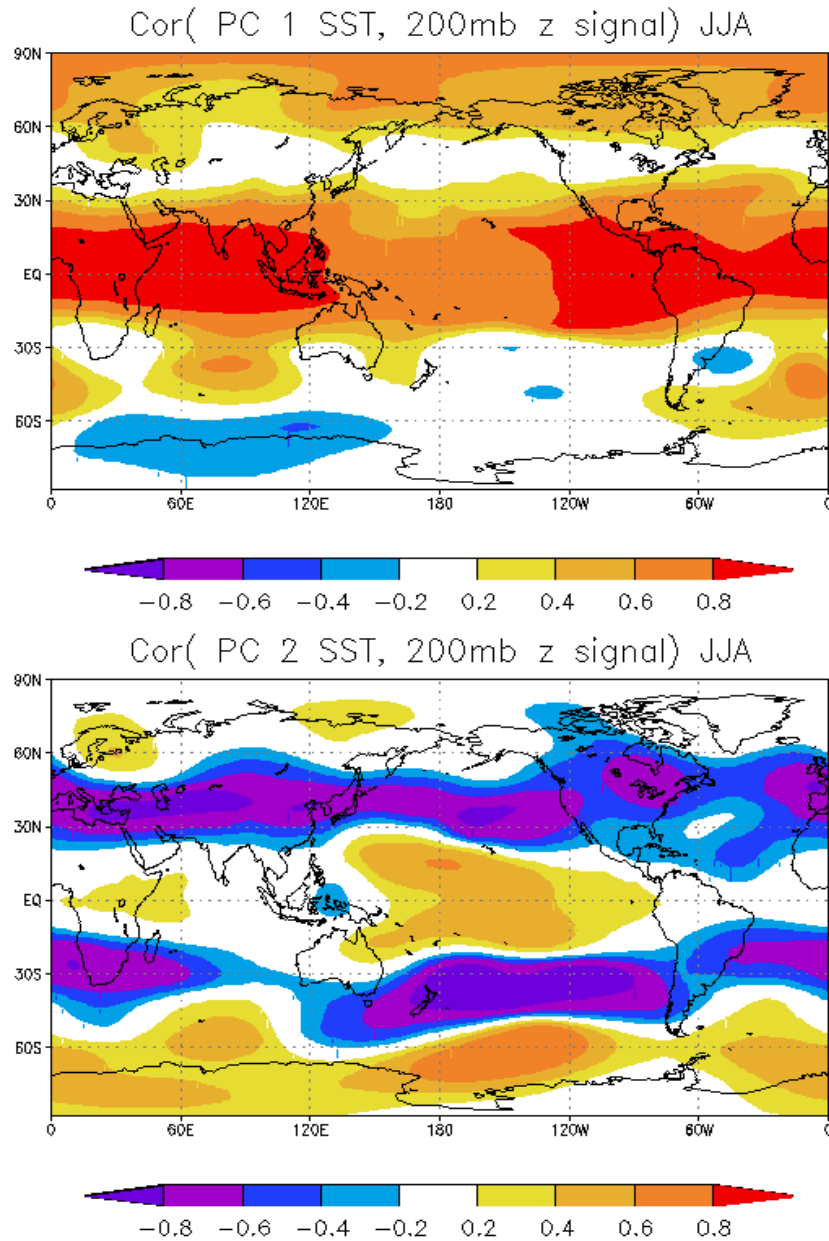 Cor( PC 1 SST, 200mb z signal) JJA
90N
60N
30N
EQ
30S
60S
0 60E 120E 180 120W 60W 0
−0.8 −0.6 −0.4 −0.2 0.2 0.4 0.6 0.8
Cor( PC 2 SST, 200mb z signal) JJA
90N
60N
30N
EQ
30S
60S
0 60E 120E 180 120W 60W 0
−0.8 −0.6 −0.4 −0.2 0.2 0.4 0.6 0.8